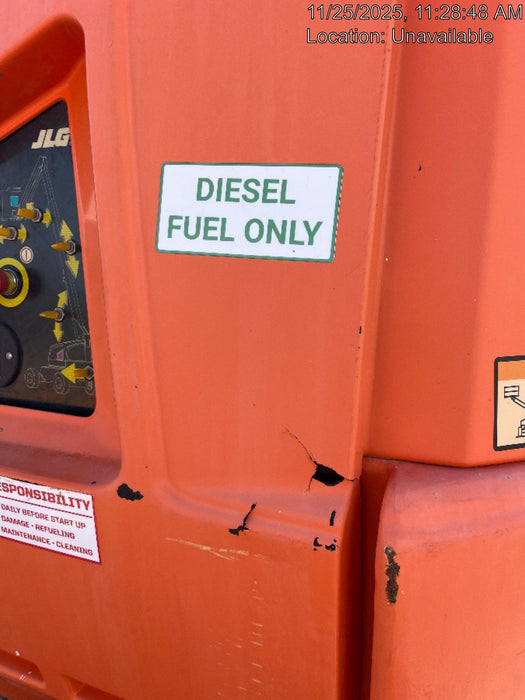 11/25/2025, 11:28:48 AM
Location: Unavailable
JLG
DIESEL
FUEL ONLY
ESPONSIBILITY
DAILY BEFORE START UP
DAMAGE - REFUELING
MAINTENANCE - CLEANING